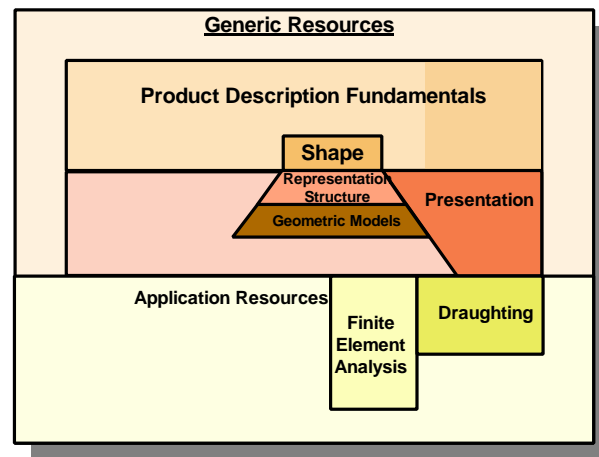 Generic Resources
Product Description Fundamentals
Shape
Representation
Structure
Presentation
Geometric Models
Application Resources
Finite
Element
Analysis
Draughting